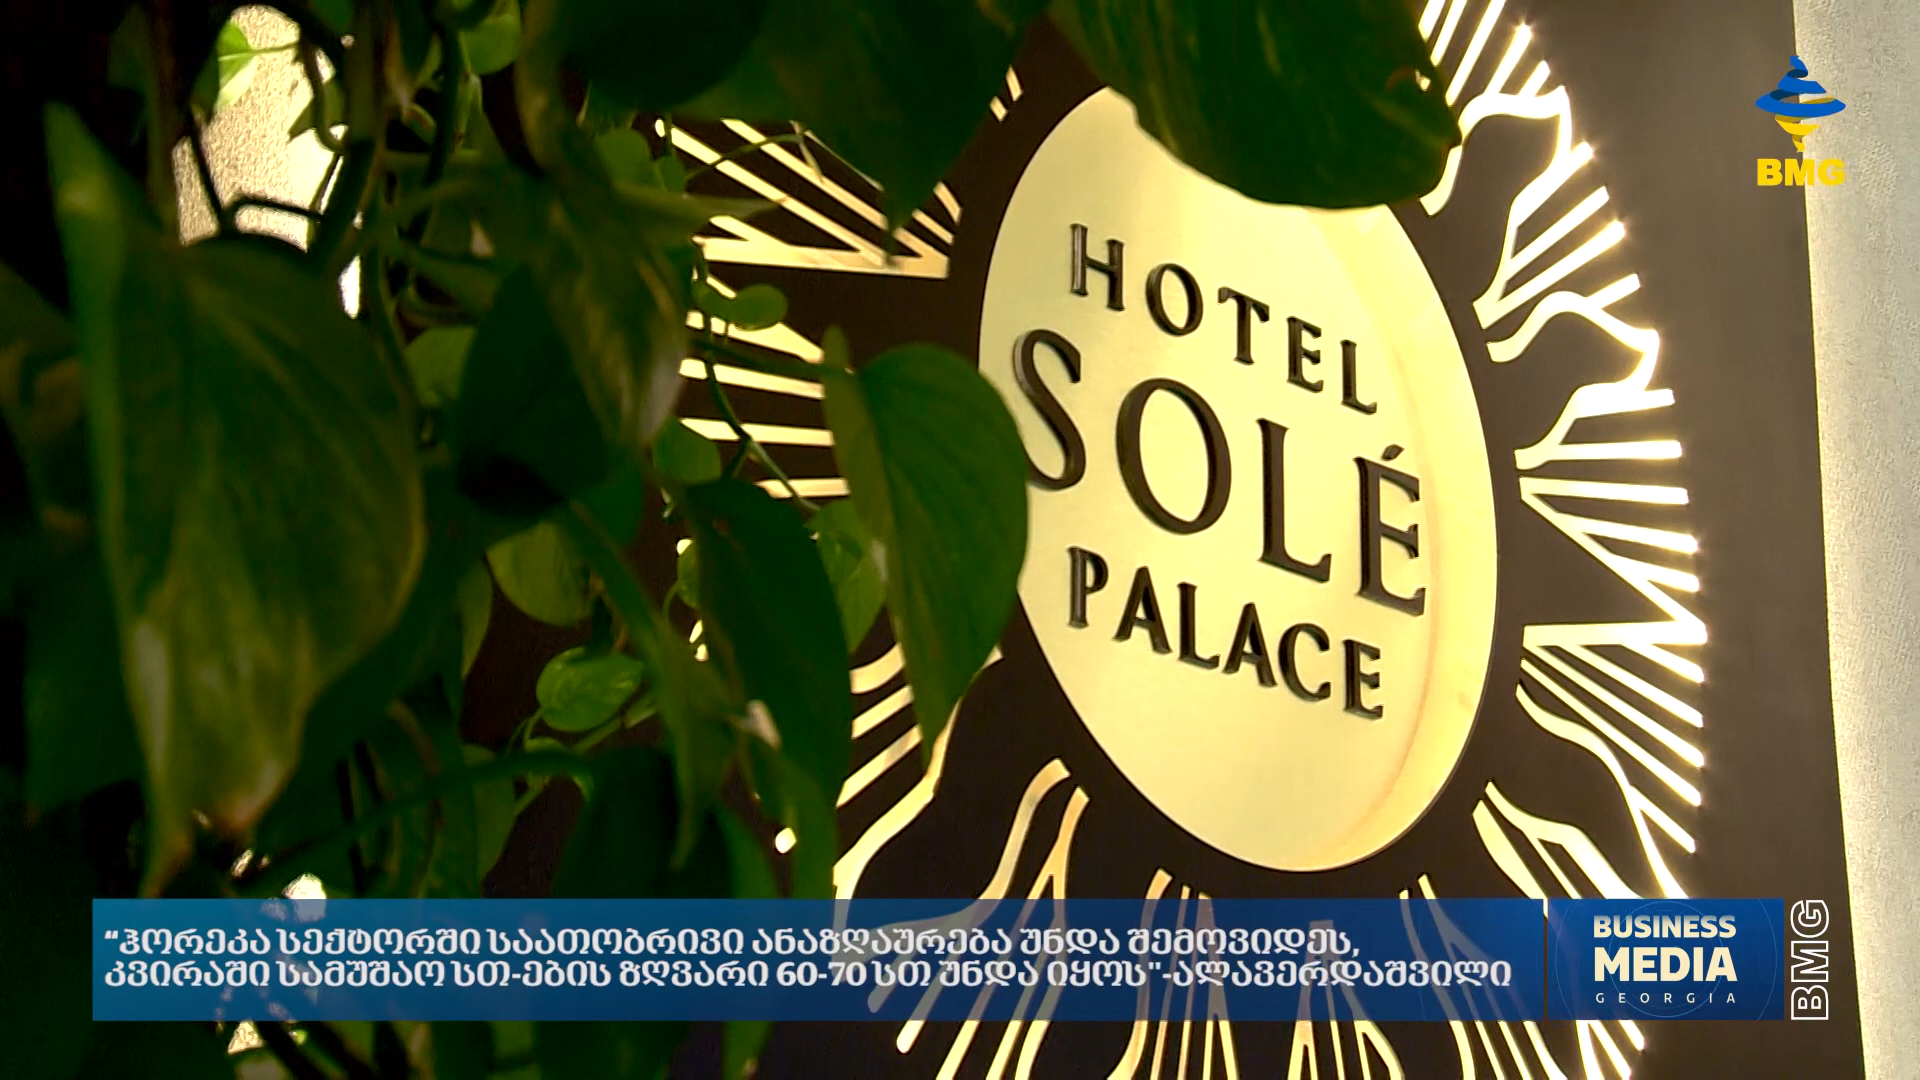 BMG
HOTEL
SOLÉ
PALACE
“ჰორეკა სექტორში საათობრივი ანაზღაურება უნდა შემოვიდეს,
კვირაში სამუშაო სთ-ების ზღვარი 60-70 სთ უნდა იყოს"-ალავერდაშვილი
BUSINESS
MEDIA
GEORGIA
BMG